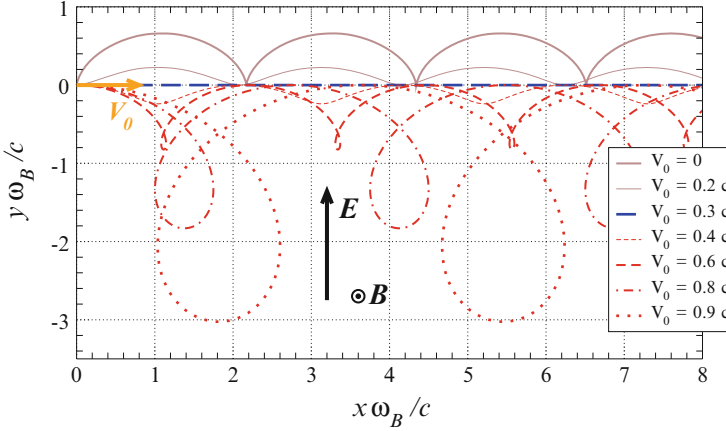 1
0
-1
-2
-3
y ω_B /c
V_0
E
B
V_0 = 0
V_0 = 0.2 c
V_0 = 0.3 c
V_0 = 0.4 c
V_0 = 0.6 c
V_0 = 0.8 c
V_0 = 0.9 c
0 1 2 3 4 5 6 7 8
x ω_B /c